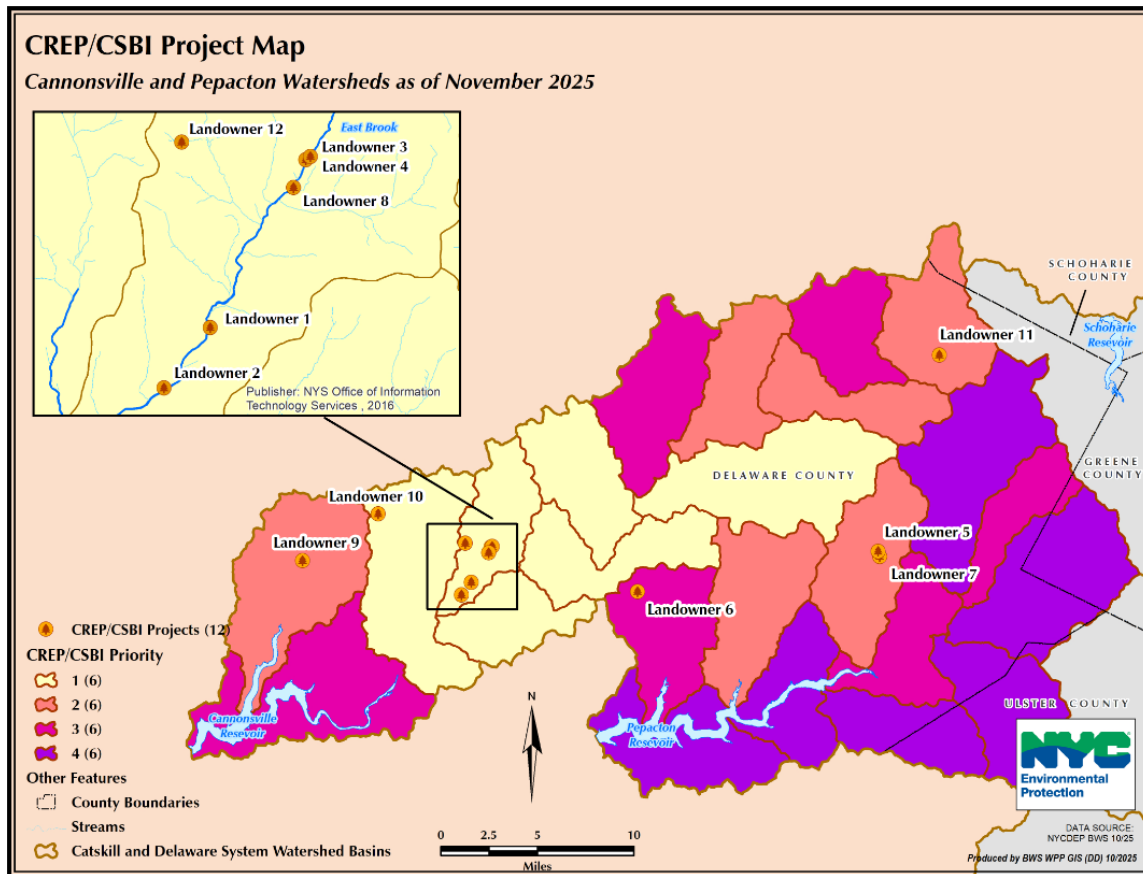 CREP/CSBI Project Map
Cannonsville and Pepacton Watersheds as of November 2025
East Brook
Landowner 12
Landowner 3
Landowner 4
Landowner 8
Landowner 1
Landowner 2
Publisher: NYS Office of Information
Technology Services , 2016
SCHOHARIE
COUNTY
Schoharie
Resevoir
Landowner 11
GREENE
COUNTY
DELAWARE COUNTY
Landowner 10
Landowner 9
Landowner 5
Landowner 7
Landowner 6
CREP/CSBI Projects (12)
CREP/CSBI Priority
1 (6)
2 (6)
3 (6)
4 (6)
Other Features
County Boundaries
Streams
Catskill and Delaware System Watershed Basins
Cannonsville
Resevoir
Pepacton
Resevoir
N
0 2.5 5 10
Miles
ULSTER COUNTY
NYC
Environmental
Protection
DATA SOURCE:
NYCDEP BWS 10/25
Produced by BWS WPP GIS (DD) 10/2025